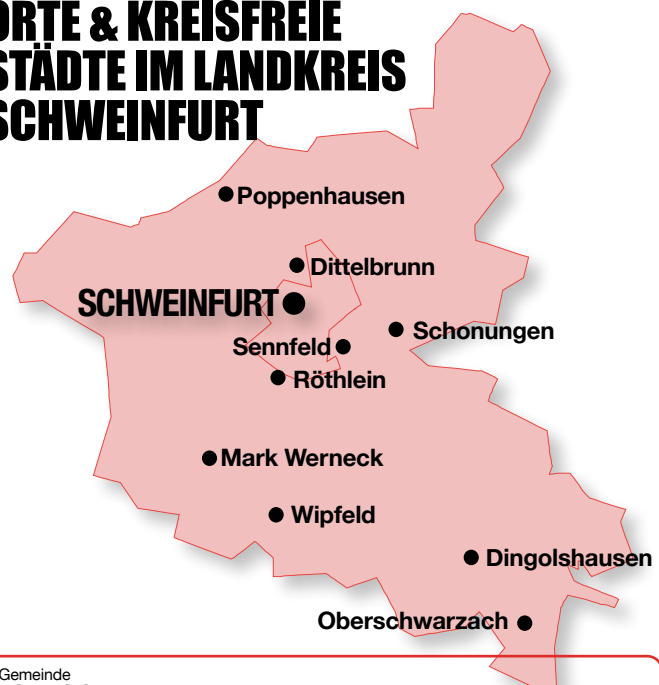 ORTE & KREISFREIE
STÄDTE IM LANDKREIS
SCHWEINFURT
Poppenhausen
Dittelbrunn
SCHWEINFURT
Schonungen
Sennfeld
Röthlein
Mark Werneck
Wipfeld
Dingolshausen
Oberschwarzach
Gemeinde